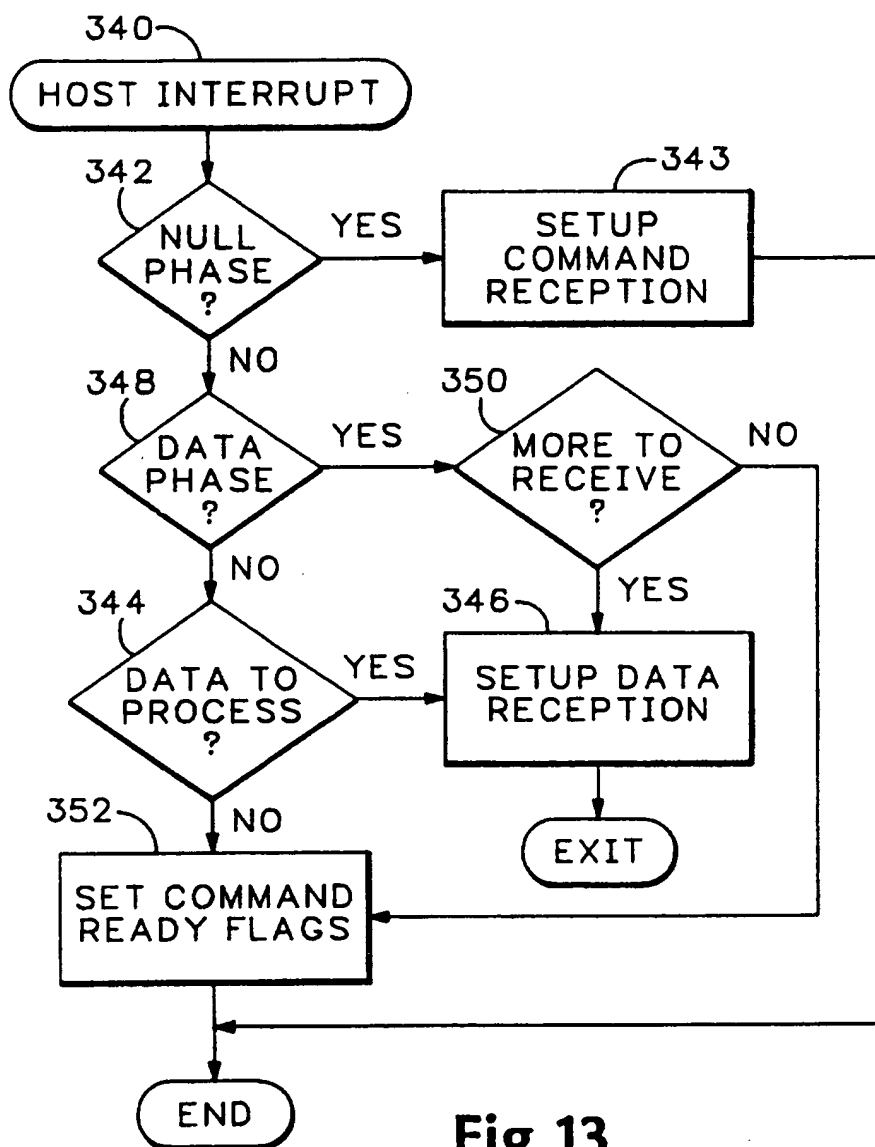 340
HOST INTERRUPT
342
NULL
PHASE
?
YES
343
SETUP
COMMAND
RECEPTION
NO
348
DATA
PHASE
?
YES
350
MORE TO
RECEIVE
?
NO
NO
YES
344
DATA TO
PROCESS
?
YES
346
SETUP DATA
RECEPTION
NO
EXIT
352
SET COMMAND
READY FLAGS
END
Fig 13